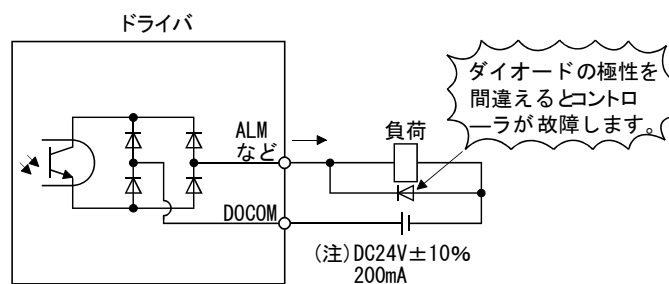 ドライバ
ダイオードの極性を
間違えるとコントロ
ーラが故障します。
ALM
など
負荷
DOCOM
(注)DC24V±10%
200mA